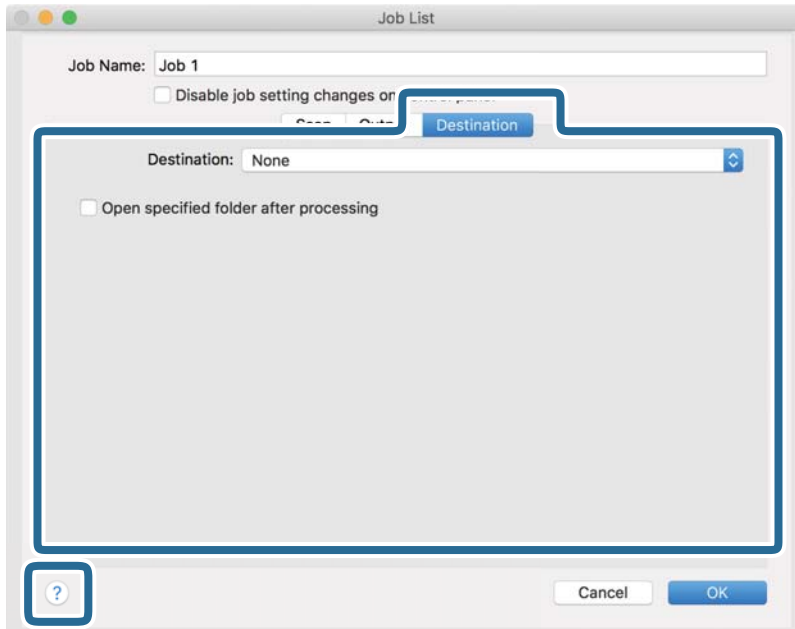 Job List
Job Name: Job 1
Disable job setting changes on
Destination
Destination: None
Open specified folder after processing
?
Cancel OK